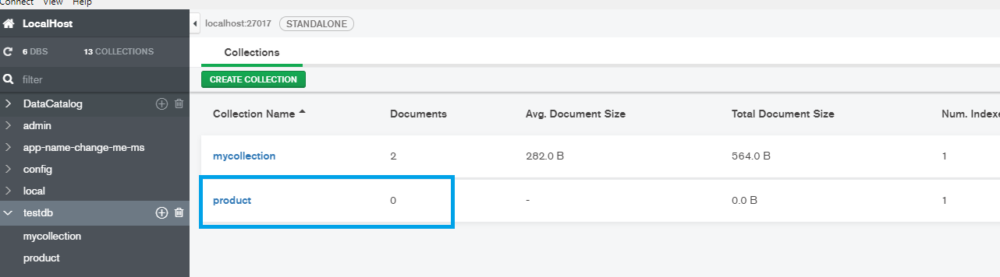 Connect View Help
LocalHost
6 DBS 13 COLLECTIONS
filter
DataCatalog
admin
app-name-change-me-ms
config
local
testdb
mycollection
product
localhost:27017 STANDALONE
Collections
CREATE COLLECTION
Collection Name Documents Avg. Document Size Total Document Size Num. Indexe
mycollection 2 282.0 B 564.0 B 1
product 0 - 0.0 B 1